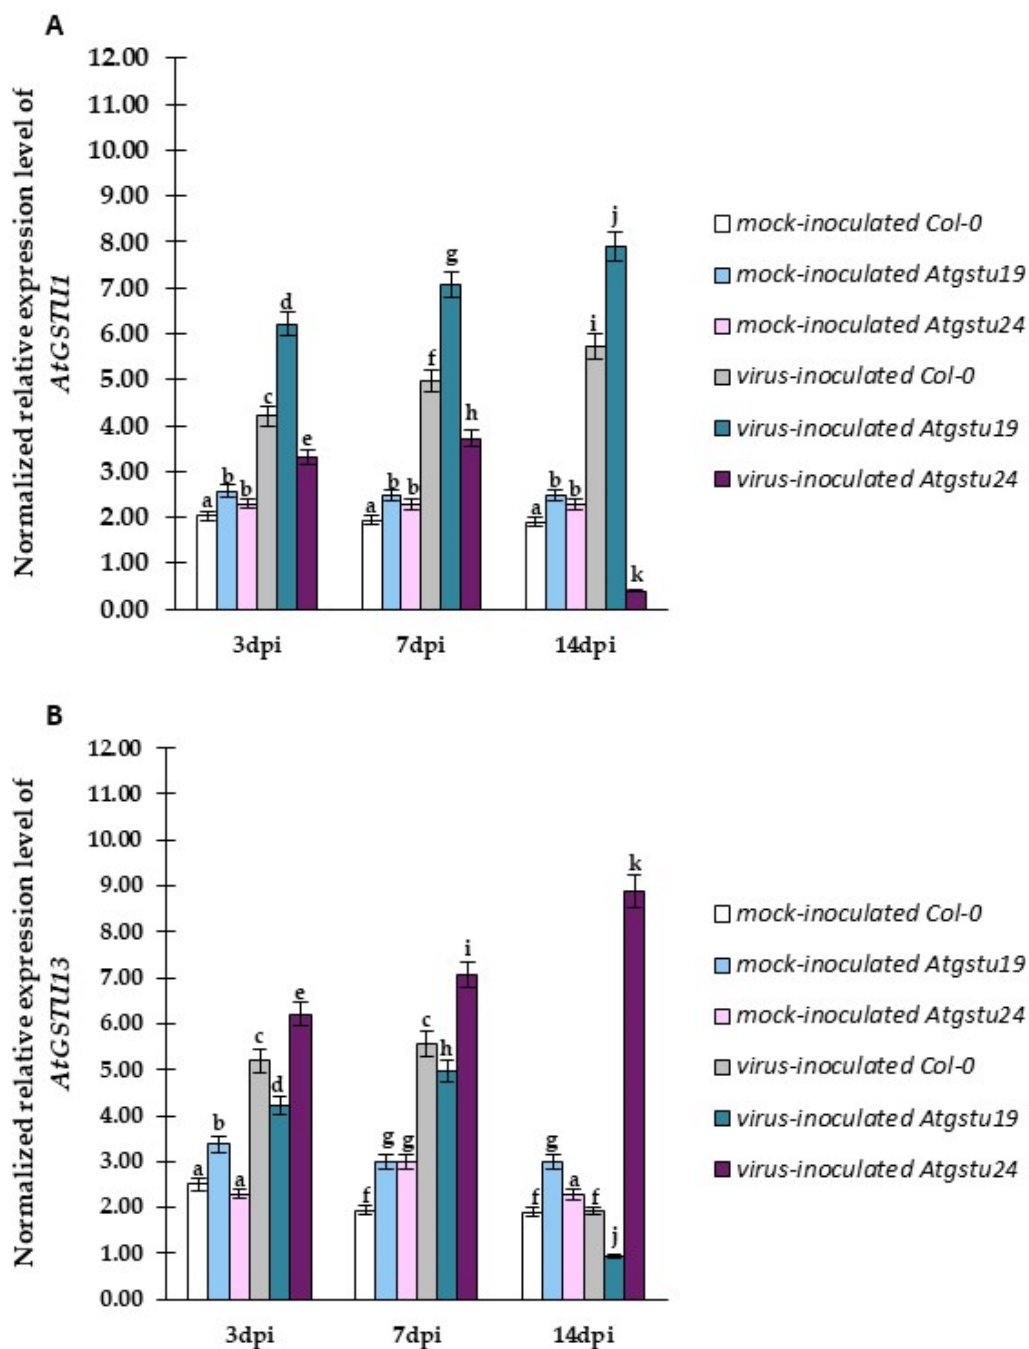 A
12.00
11.00
10.00
9.00
8.00
7.00
6.00
5.00
4.00
3.00
2.00
1.00
0.00
Normalized relative expression level of
AtGSTU1
a b b c d e
a b b f g h
a b b i j k
3dpi 7dpi 14dpi
mock-inoculated Col-0
mock-inoculated Atgstu19
mock-inoculated Atgstu24
virus-inoculated Col-0
virus-inoculated Atgstu19
virus-inoculated Atgstu24
B
12.00
11.00
10.00
9.00
8.00
7.00
6.00
5.00
4.00
3.00
2.00
1.00
0.00
Normalized relative expression level of
AtGSTU13
a b a c d e
f g g c h i
f g a f j k
3dpi 7dpi 14dpi
mock-inoculated Col-0
mock-inoculated Atgstu19
mock-inoculated Atgstu24
virus-inoculated Col-0
virus-inoculated Atgstu19
virus-inoculated Atgstu24